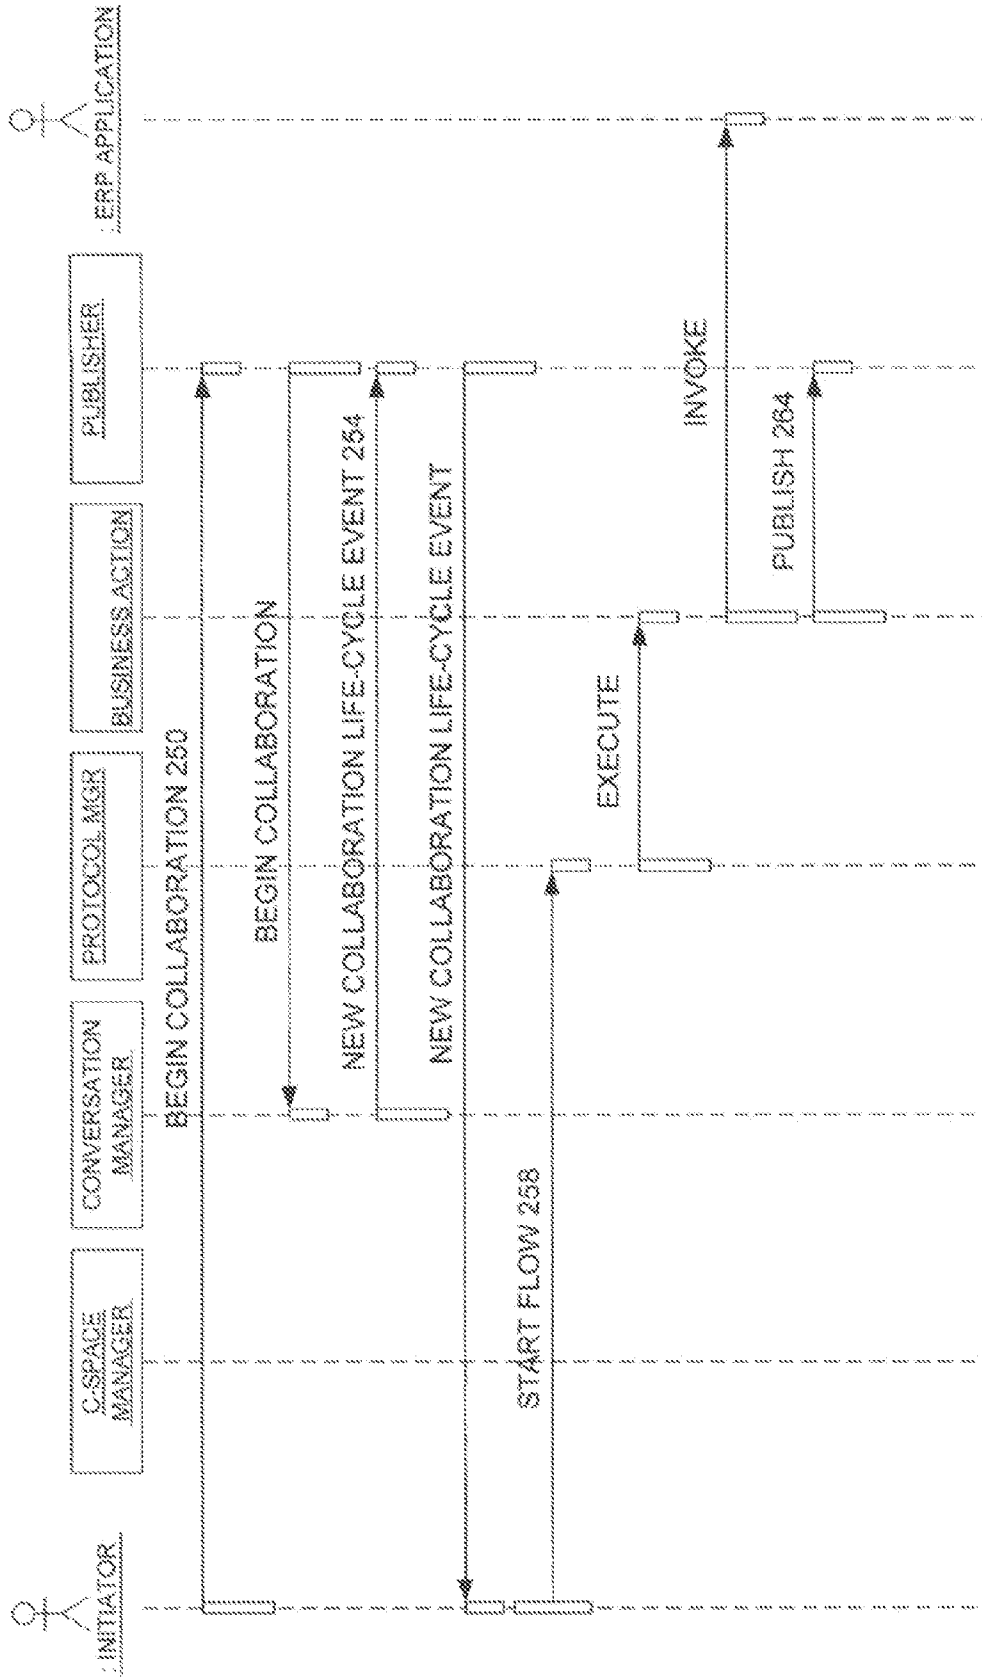 : INITIATOR
C-SPACE
MANAGER
CONVERSATION
MANAGER
PROTOCOL MGR
BUSINESS ACTION
PUBLISHER
: ERP APPLICATION
BEGIN COLLABORATION 250
BEGIN COLLABORATION
NEW COLLABORATION LIFE-CYCLE EVENT 254
NEW COLLABORATION LIFE-CYCLE EVENT
START FLOW 258
EXECUTE
INVOKE
PUBLISH 264